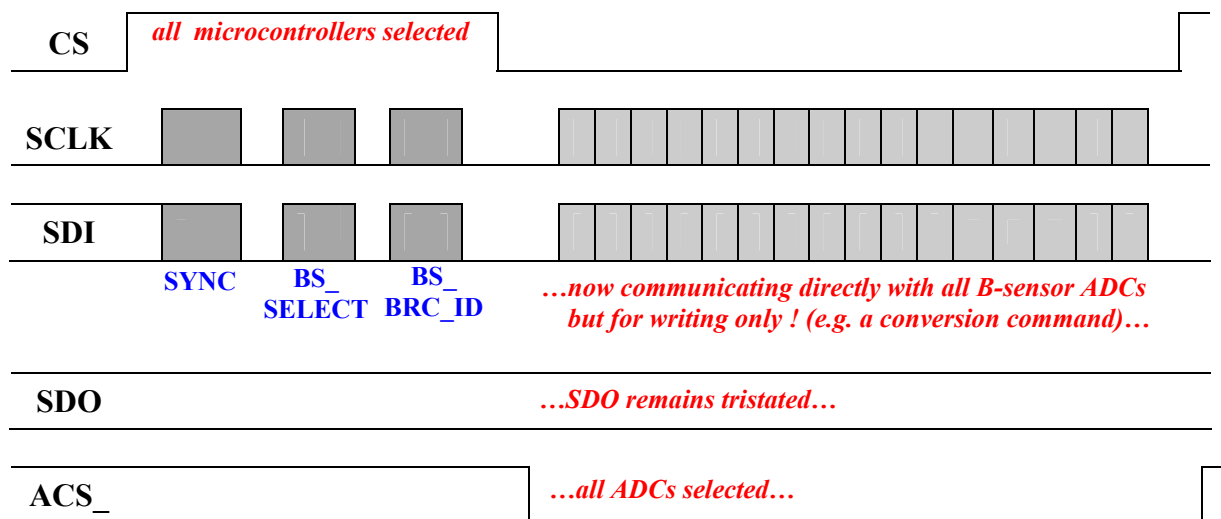 CS
all microcontrollers selected
SCLK
SDI
SYNC
BS_
SELECT
BS_
BRC_ID
…now communicating directly with all B-sensor ADCs
but for writing only ! (e.g. a conversion command)…
SDO
…SDO remains tristated…
ACS_
…all ADCs selected…